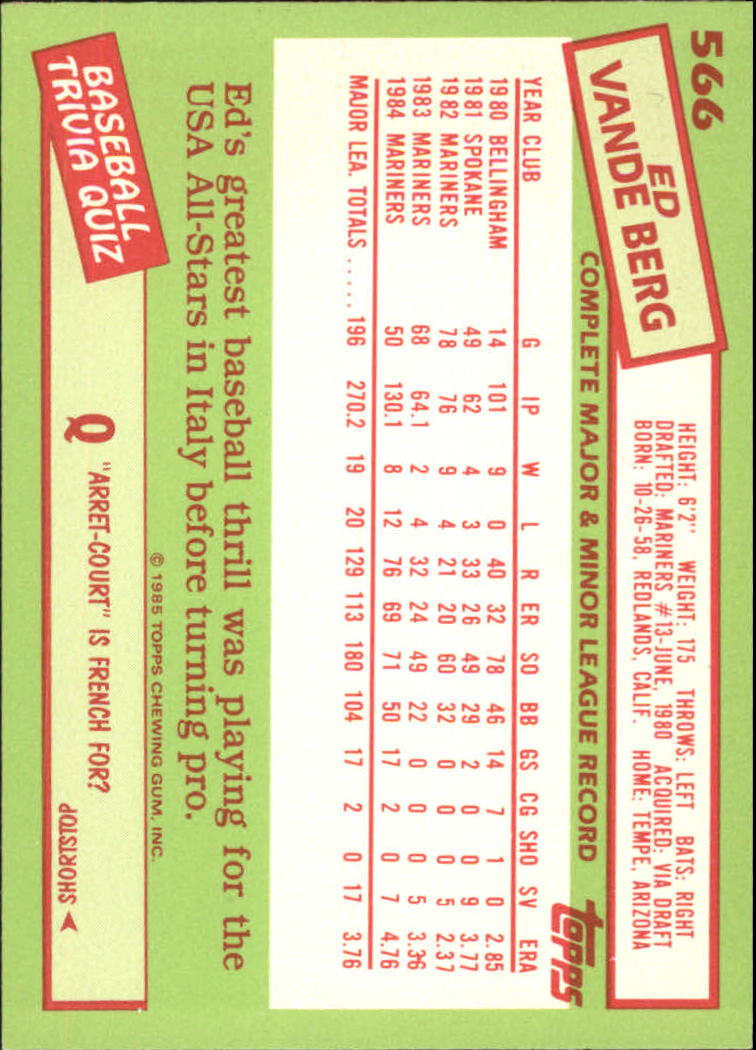 566
ED
VANDE BERG
HEIGHT: 6'2" WEIGHT: 175 THROWS: LEFT BATS: RIGHT
DRAFTED: MARINERS #13-JUNE, 1980 ACQUIRED: VIA DRAFT
BORN: 10-26-58, REDLANDS, CALIF. HOME: TEMPE, ARIZONA
COMPLETE MAJOR & MINOR LEAGUE RECORD
topps
YEAR CLUB G IP W L R ER SO BB GS CG SHO SV ERA
1980 BELLINGHAM 14 101 9 0 40 32 78 46 14 7 1 0 2.85
1981 SPOKANE 49 62 4 3 33 26 49 29 2 0 0 9 3.77
1982 MARINERS 78 76 9 4 21 20 60 32 0 0 0 5 2.37
1983 MARINERS 68 64.1 2 4 32 24 49 22 0 0 0 5 3.36
1984 MARINERS 50 130.1 8 12 76 69 71 50 17 2 0 7 4.76
MAJOR LEA. TOTALS ..... 196 270.2 19 20 129 113 180 104 17 2 0 17 3.76
Ed's greatest baseball thrill was playing for the
USA All-Stars in Italy before turning pro.
© 1985 TOPPS CHEWING GUM, INC.
BASEBALL
TRIVIA QUIZ
Q "ARRET-COURT" IS FRENCH FOR?
SHORTSTOP